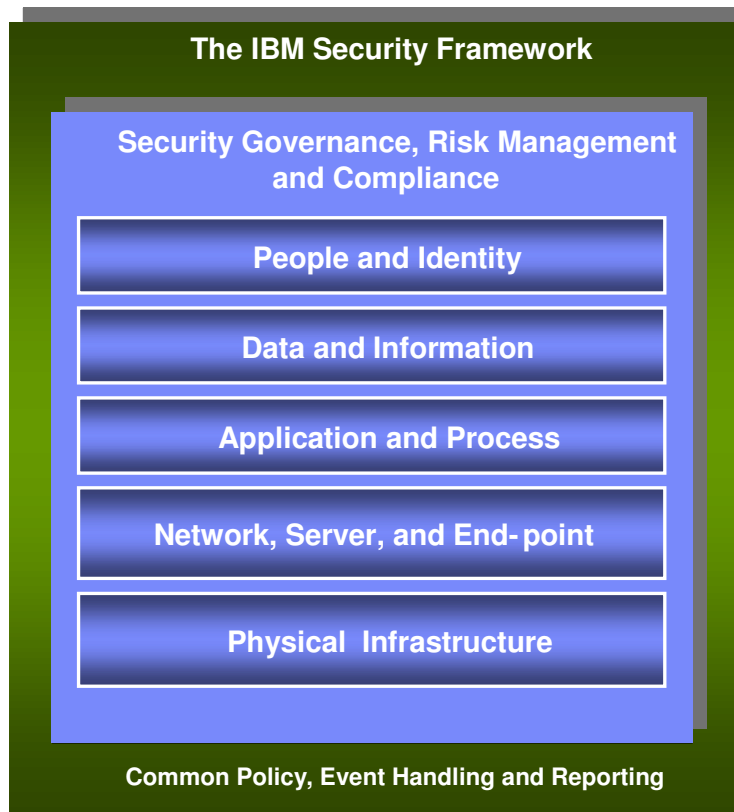 The IBM Security Framework
Security Governance, Risk Management
and Compliance
People and Identity
Data and Information
Application and Process
Network, Server, and End-point
Physical Infrastructure
Common Policy, Event Handling and Reporting